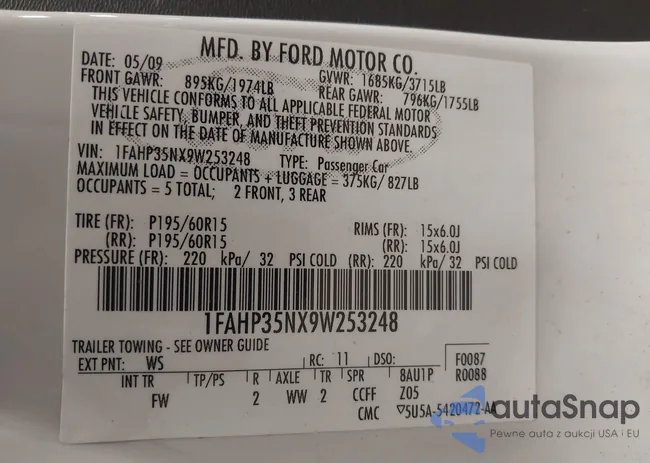 MFD. BY FORD MOTOR CO.
DATE: 05/09 GVWR: 1685KG/3715LB
FRONT GAWR: 895KG/1974LB REAR GAWR: 796KG/1755LB
THIS VEHICLE CONFORMS TO ALL APPLICABLE FEDERAL MOTOR
VEHICLE SAFETY, BUMPER, AND THEFT PREVENTION STANDARDS
IN EFFECT ON THE DATE OF MANUFACTURE SHOWN ABOVE.
VIN: 1FAHP35NX9W253248 TYPE: Passenger Car
MAXIMUM LOAD = OCCUPANTS + LUGGAGE = 375KG/ 827LB
OCCUPANTS = 5 TOTAL; 2 FRONT, 3 REAR
TIRE (FR): P195/60R15 RIMS (FR): 15x6.0J
(RR): P195/60R15 (RR): 15x6.0J
PRESSURE (FR): 220 kPa/ 32 PSI COLD (RR): 220 kPa/ 32 PSI COLD
1FAHP35NX9W253248
TRAILER TOWING - SEE OWNER GUIDE
EXT PNT: WS RC: 11 DSO: F0087
R0088
INT TR TP/PS R AXLE TR SPR 8AU1P
FW 2 WW 2 CCFF Z05
CMC ▽5U5A-5420472-AA
autaSnap
Pewne auta z aukcji USA i EU